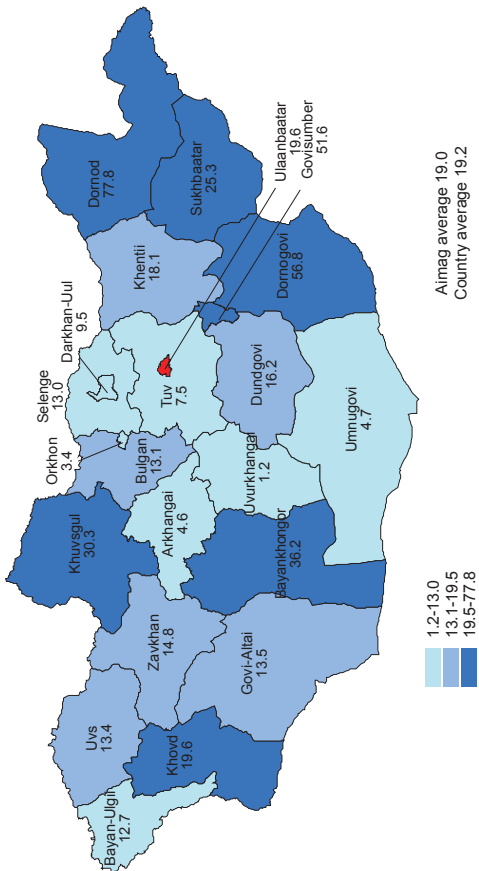 Bayan-Ulgii
12.7
Uvs
13.4
Khovd
19.6
Zavkhan
14.8
Govi-Altai
13.5
Khuvsgul
30.3
Arkhangai
4.6
Bayankhongor
36.2
Orkhon
3.4
Bulgan
13.1
Uvurkhangai
1.2
Selenge
13.0
Darkhan-Uul
9.5
Tuv
7.5
Umnugovi
4.7
Dundgovi
16.2
Khentii
18.1
Dornod
77.8
Sukhbaatar
25.3
Dornogovi
56.8
Ulaanbaatar
19.6
Govisumber
51.6
1.2-13.0
13.1-19.5
19.5-77.8
Aimag average 19.0
Country average 19.2